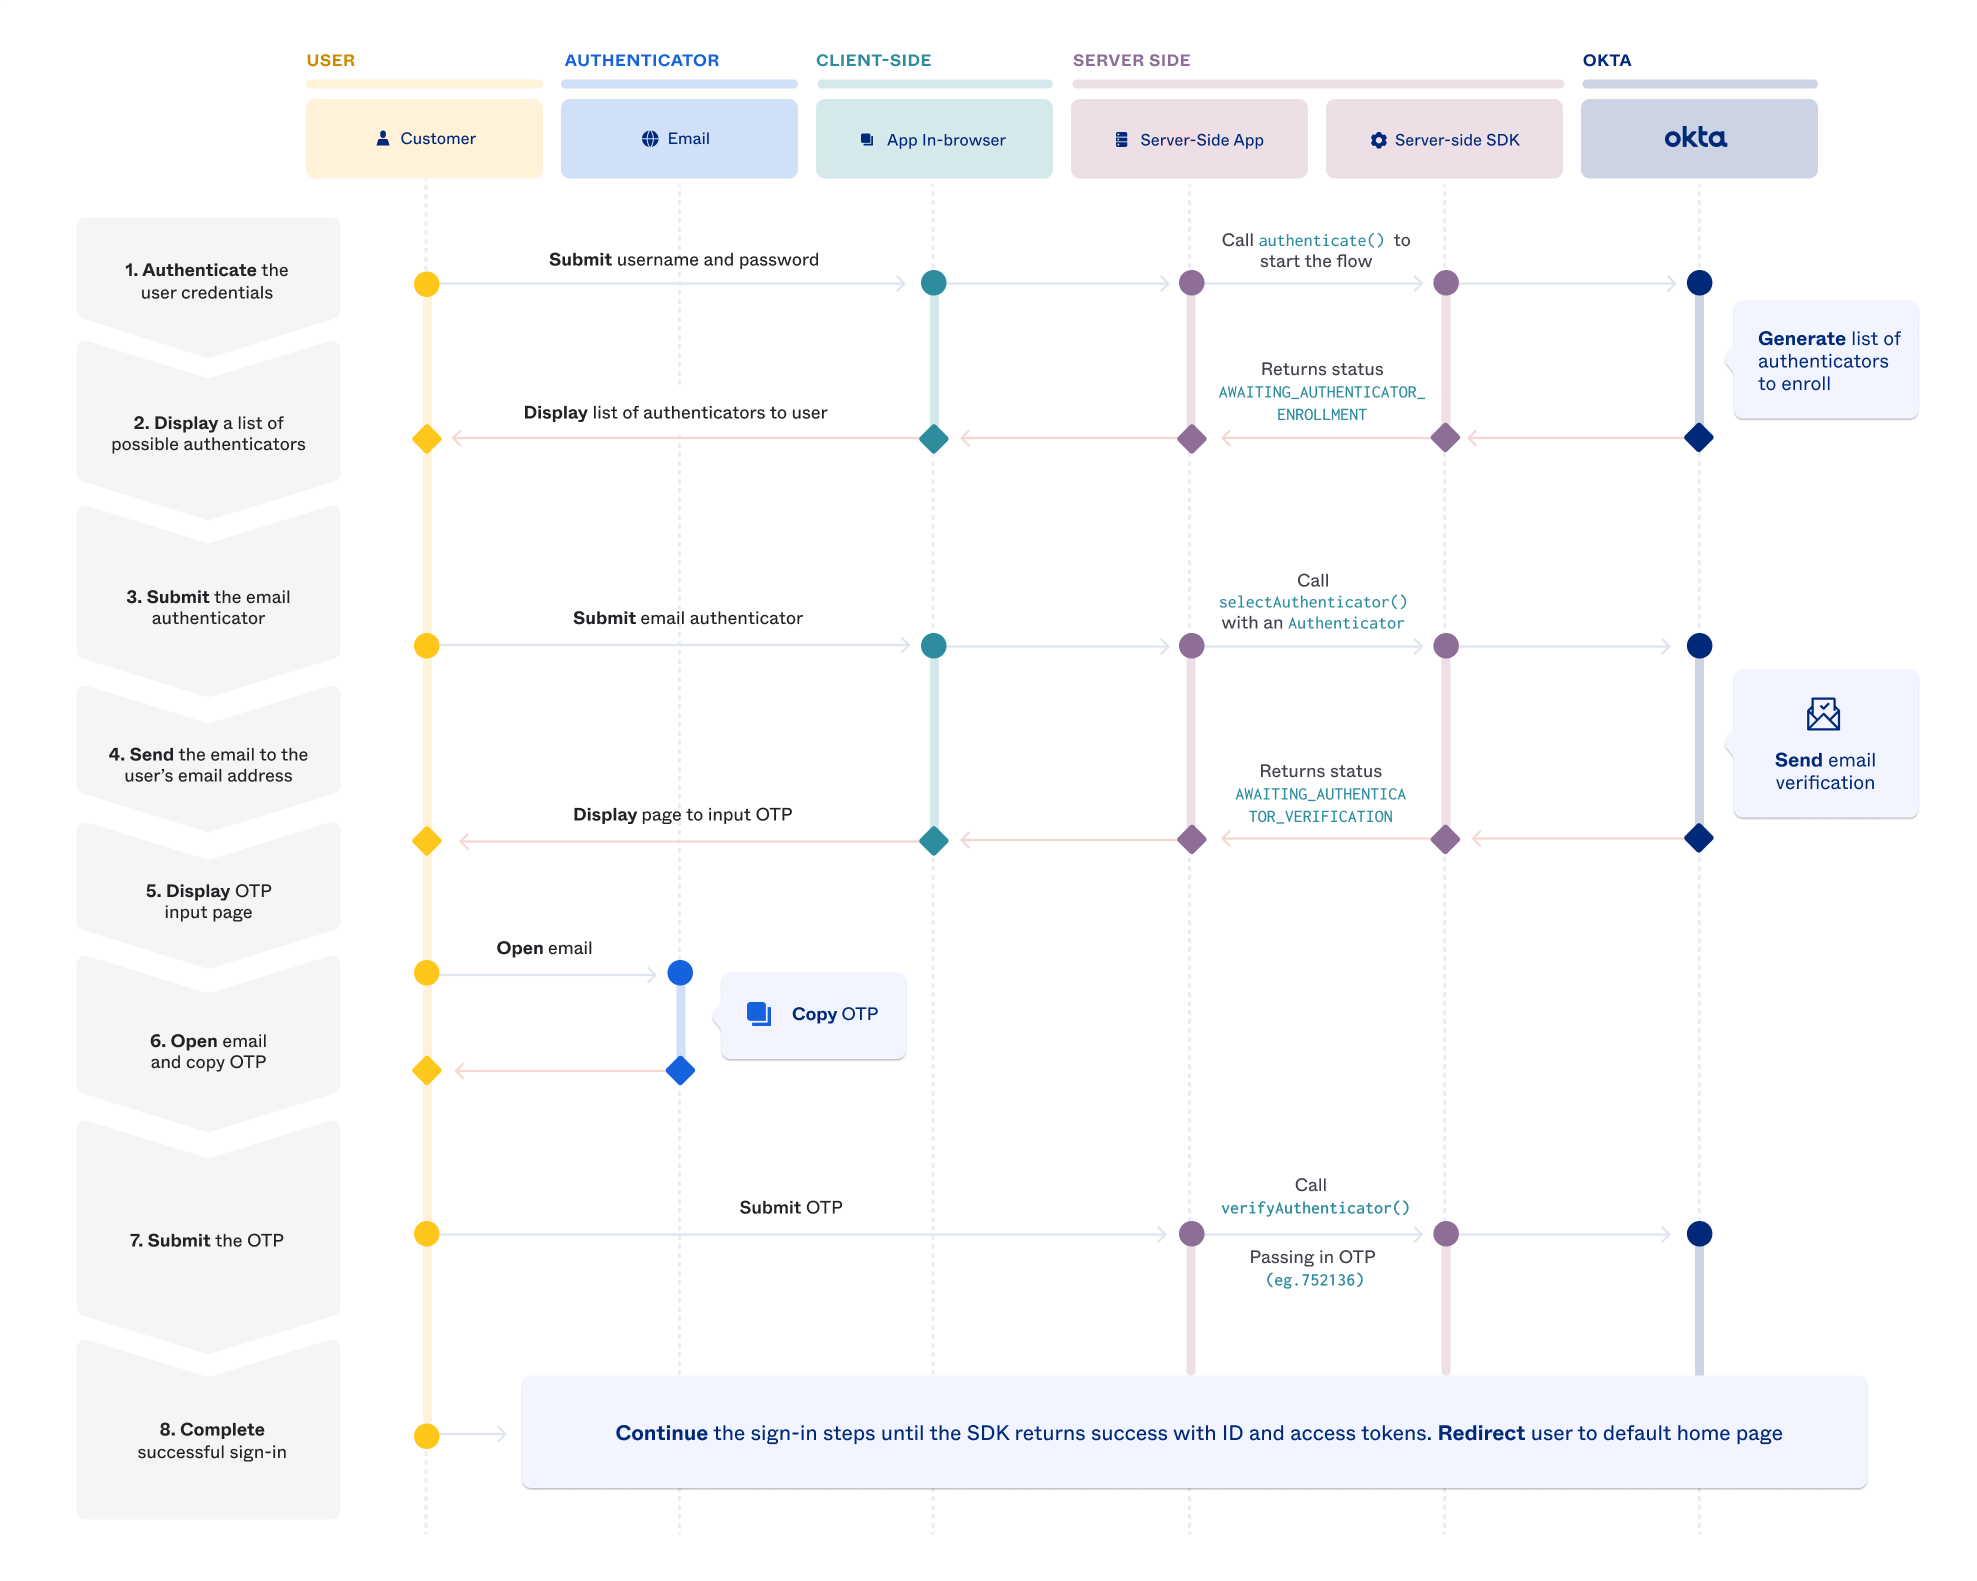 USER
AUTHENTICATOR
CLIENT-SIDE
SERVER SIDE
OKTA
Customer
Email
App In-browser
Server-Side App
Server-side SDK
okta
1. Authenticate the
user credentials
Submit username and password
Call authenticate() to
start the flow
Generate list of
authenticators
to enroll
2. Display a list of
possible authenticators
Display list of authenticators to user
Returns status
AWAITING_AUTHENTICATOR_
ENROLLMENT
3. Submit the email
authenticator
Submit email authenticator
Call
selectAuthenticator()
with an Authenticator
4. Send the email to the
user’s email address
Send email
verification
Display page to input OTP
Returns status
AWAITING_AUTHENTICA
TOR_VERIFICATION
5. Display OTP
input page
Open email
Copy OTP
6. Open email
and copy OTP
7. Submit the OTP
Submit OTP
Call
verifyAuthenticator()
Passing in OTP
(eg.752136)
8. Complete
successful sign-in
Continue the sign-in steps until the SDK returns success with ID and access tokens. Redirect user to default home page